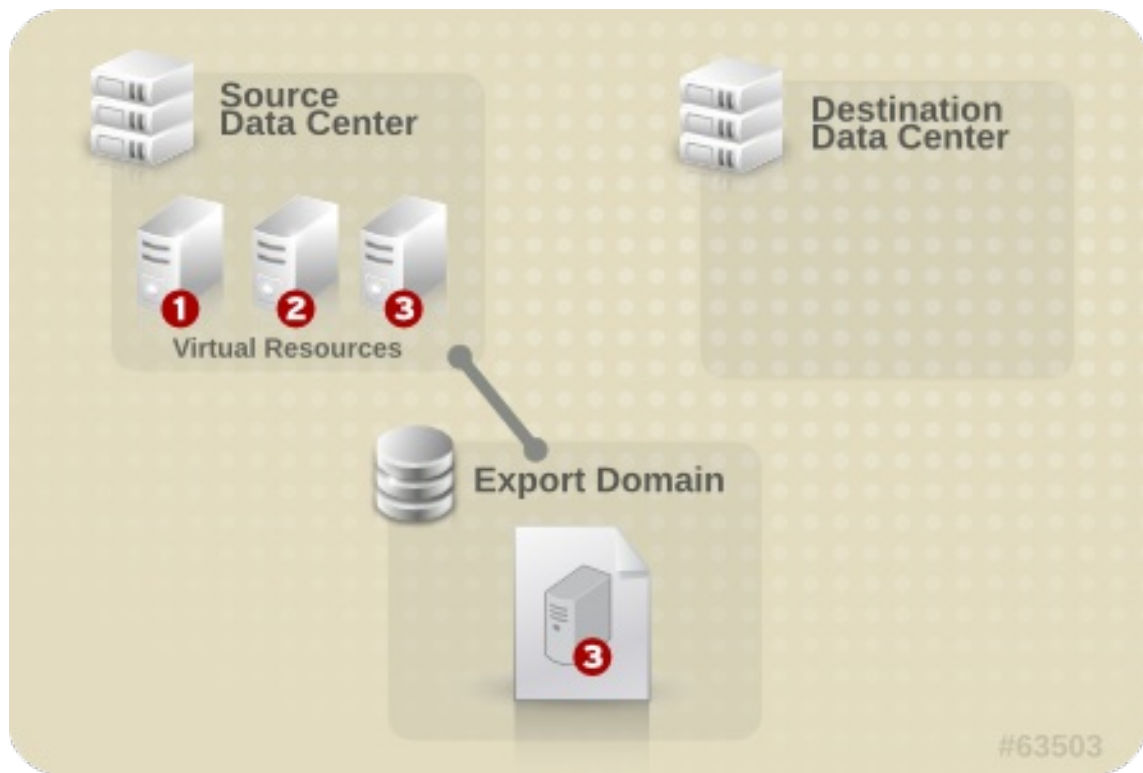 Source
Data Center
Destination
Data Center
1 2 3
Virtual Resources
Export Domain
3
#63503